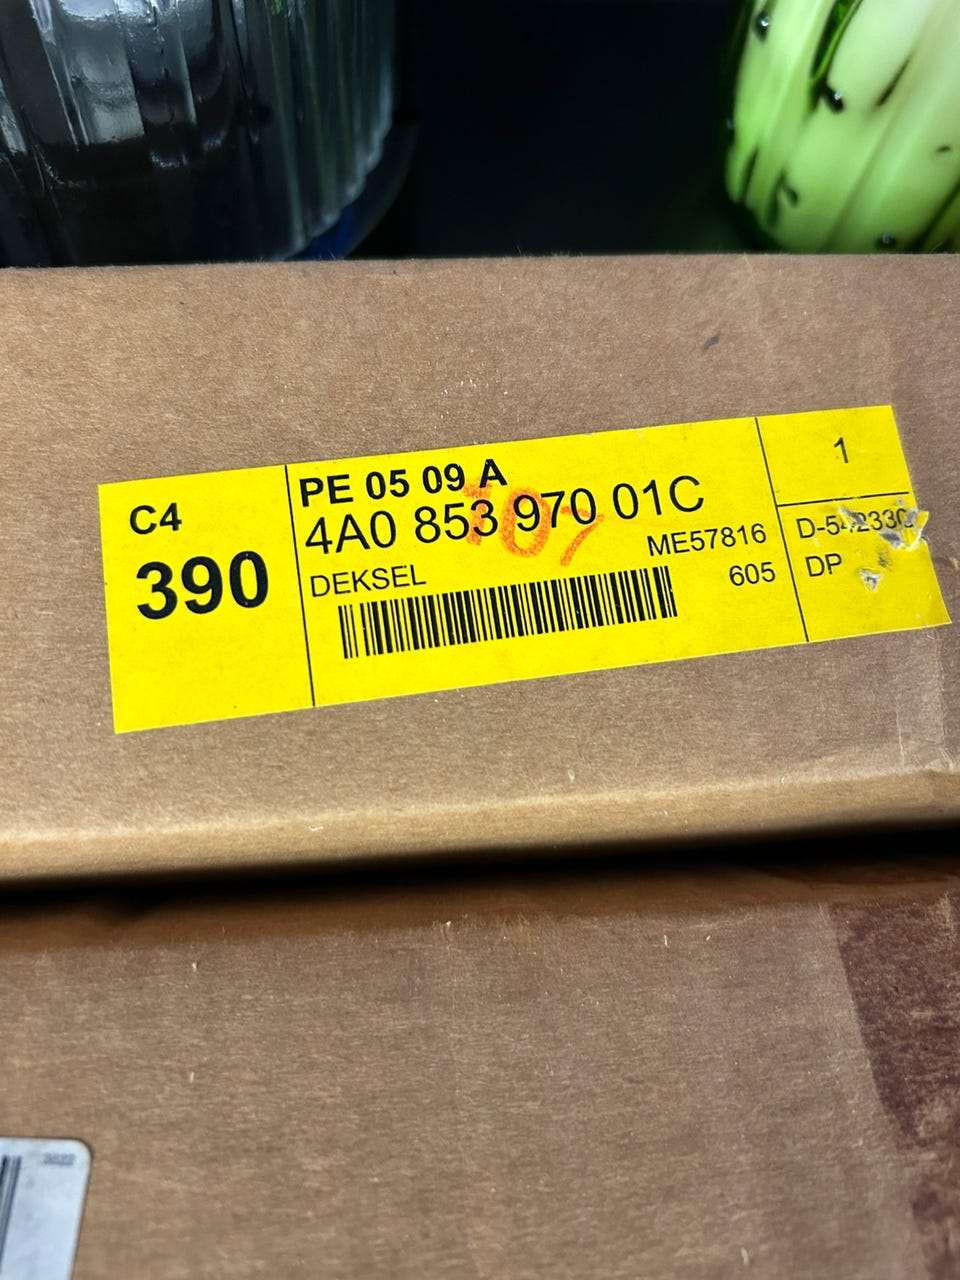 C4
390
PE 05 09 A
4A0 853 970 01C
DEKSEL
ME57816
605
1
DP